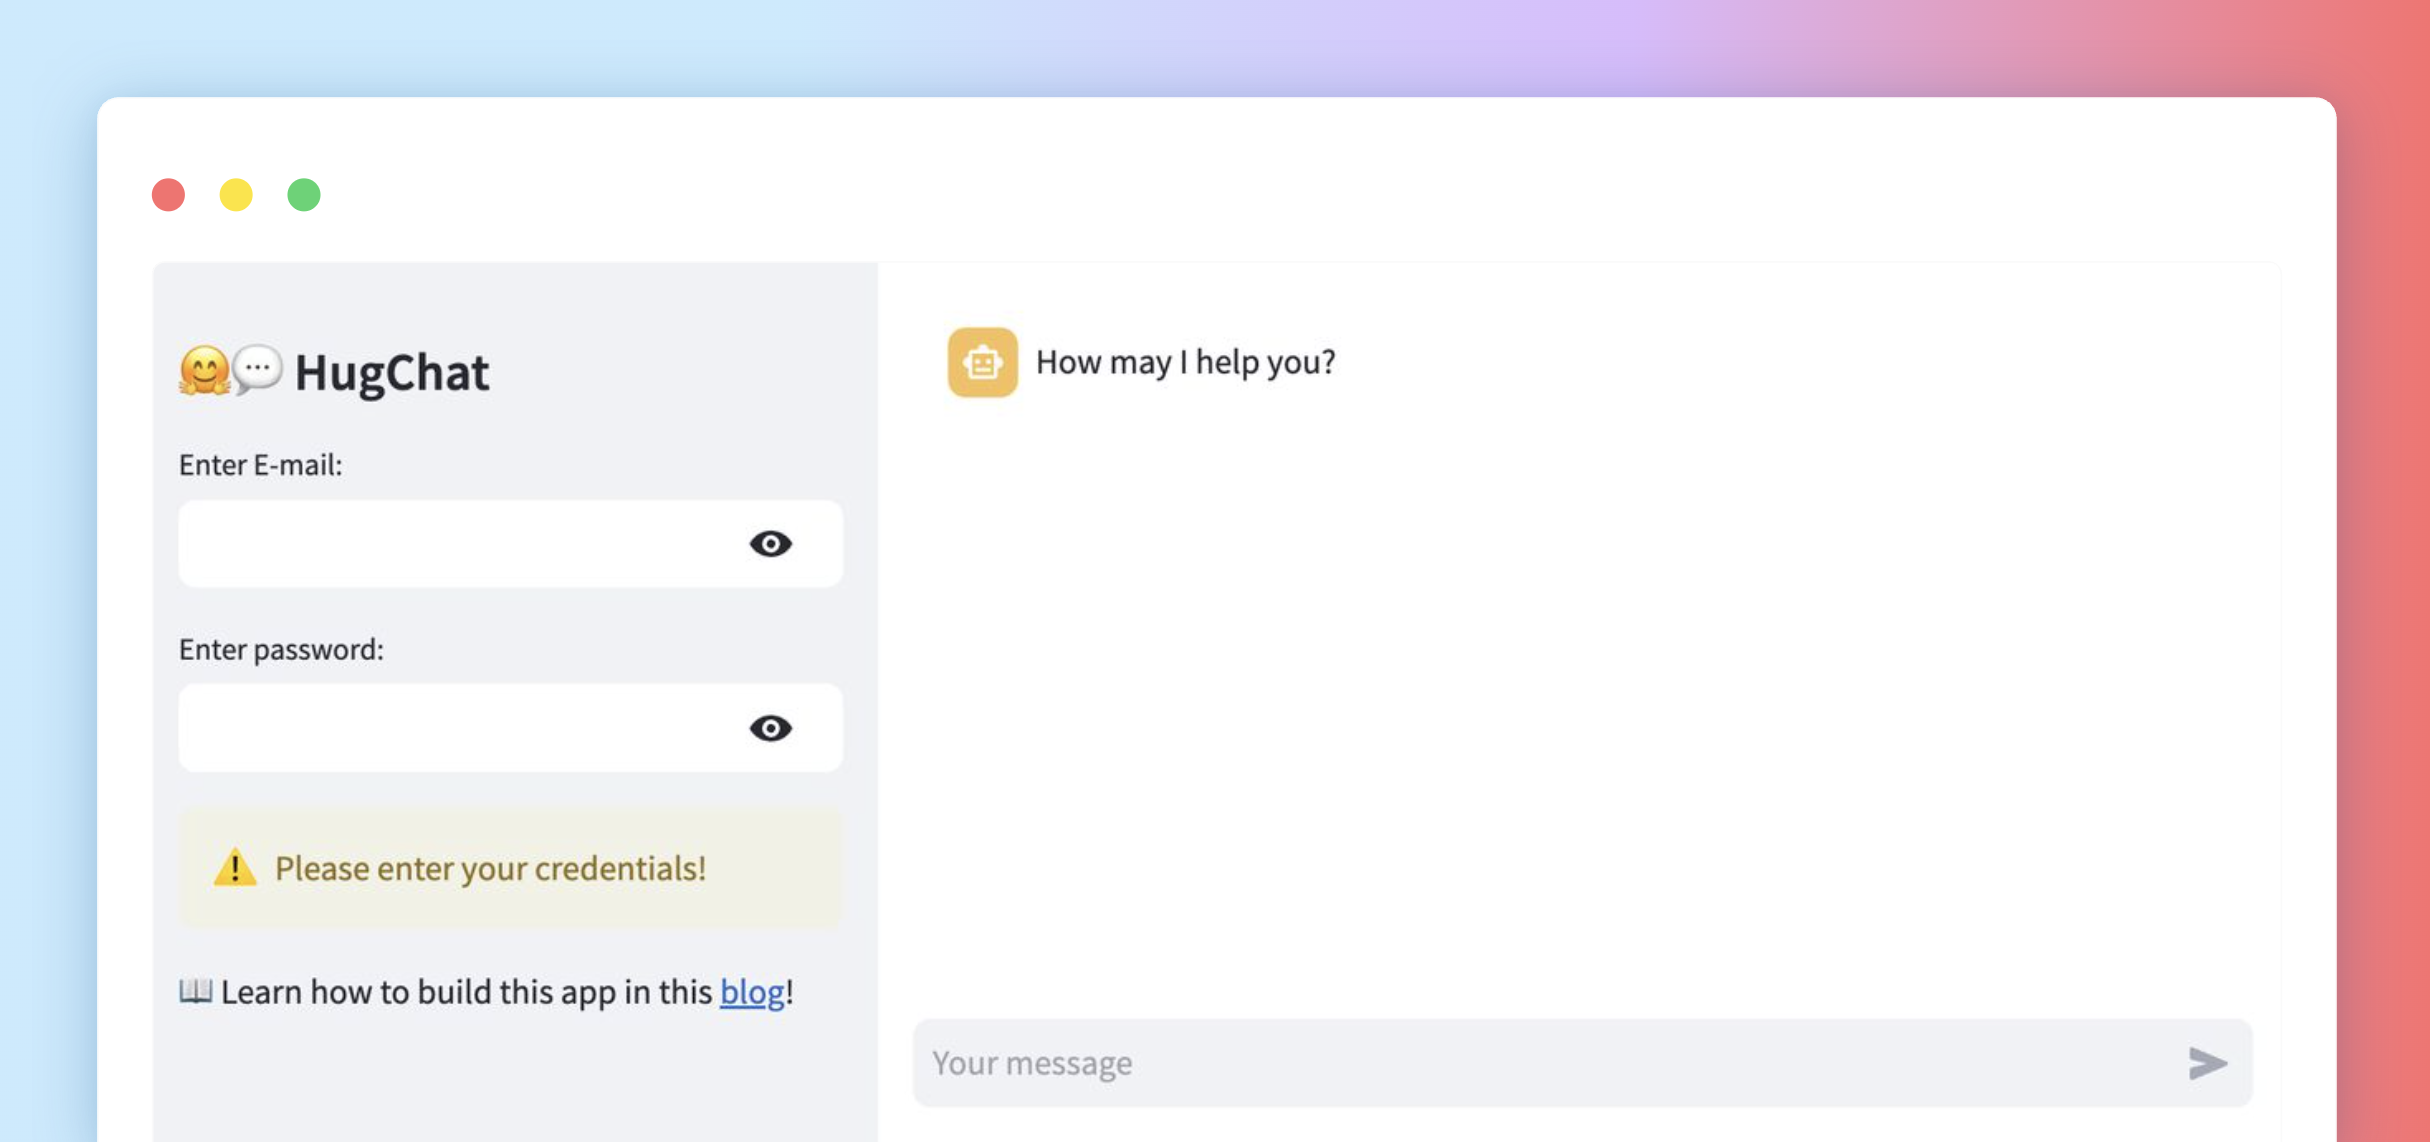 🤗💬 HugChat
Enter E-mail:
Enter password:
⚠️ Please enter your credentials!
📖 Learn how to build this app in this blog!
How may I help you?
Your message